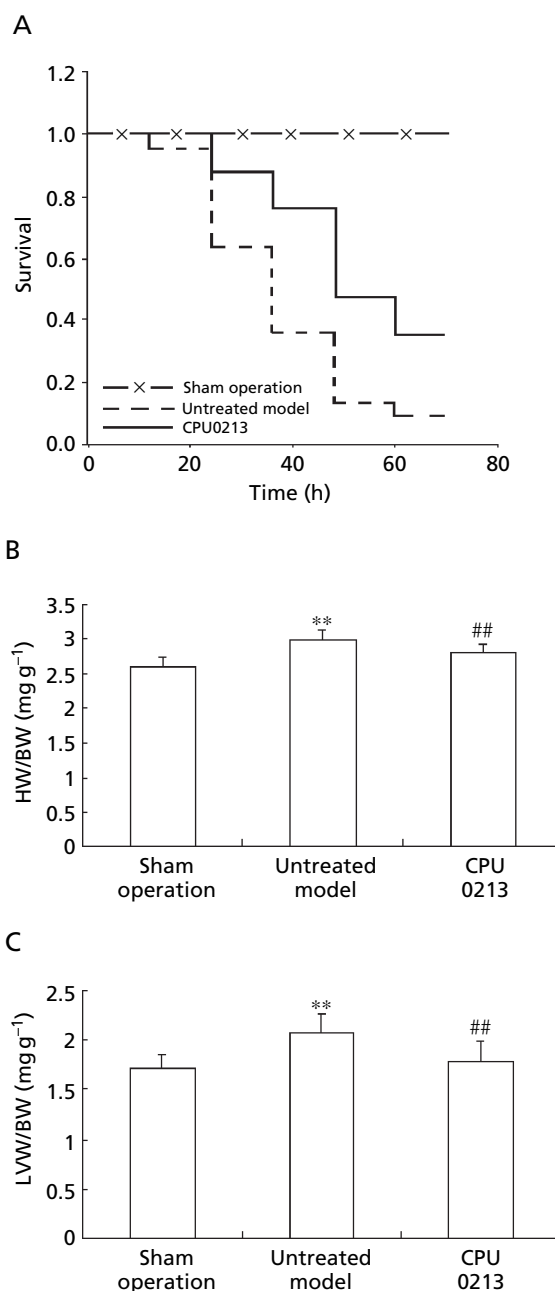 A
1.2
1.0
0.8
0.6
0.4
0.2
0.0
Survival
Sham operation
Untreated model
CPU0213
0 20 40 60 80
Time (h)
B
3.5
3
2.5
2
1.5
1
0.5
0
HW/BW (mg g⁻¹)
**
##
Sham operation
Untreated model
CPU 0213
C
2.5
2
1.5
1
0.5
0
LVW/BW (mg g⁻¹)
**
##
Sham operation
Untreated model
CPU 0213